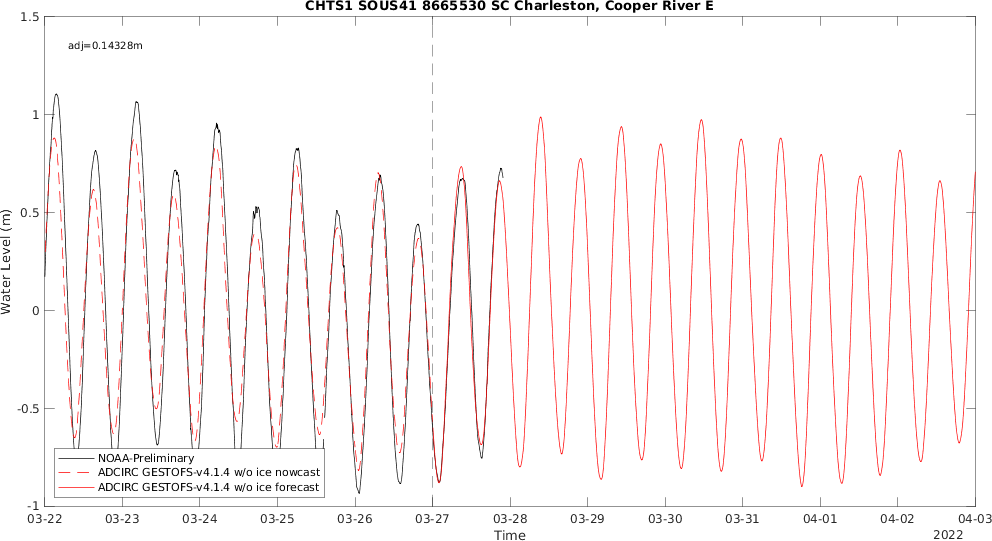 CHTS1 SOUS41 8665530 SC Charleston, Cooper River E
adj=0.14328m
1.5
1
0.5
0
-0.5
-1
Water Level (m)
NOAA-Preliminary
ADCIRC GESTOFS-v4.1.4 w/o ice nowcast
ADCIRC GESTOFS-v4.1.4 w/o ice forecast
03-22 03-23 03-24 03-25 03-26 03-27 03-28 03-29 03-30 03-31 04-01 04-02 04-03
Time
2022